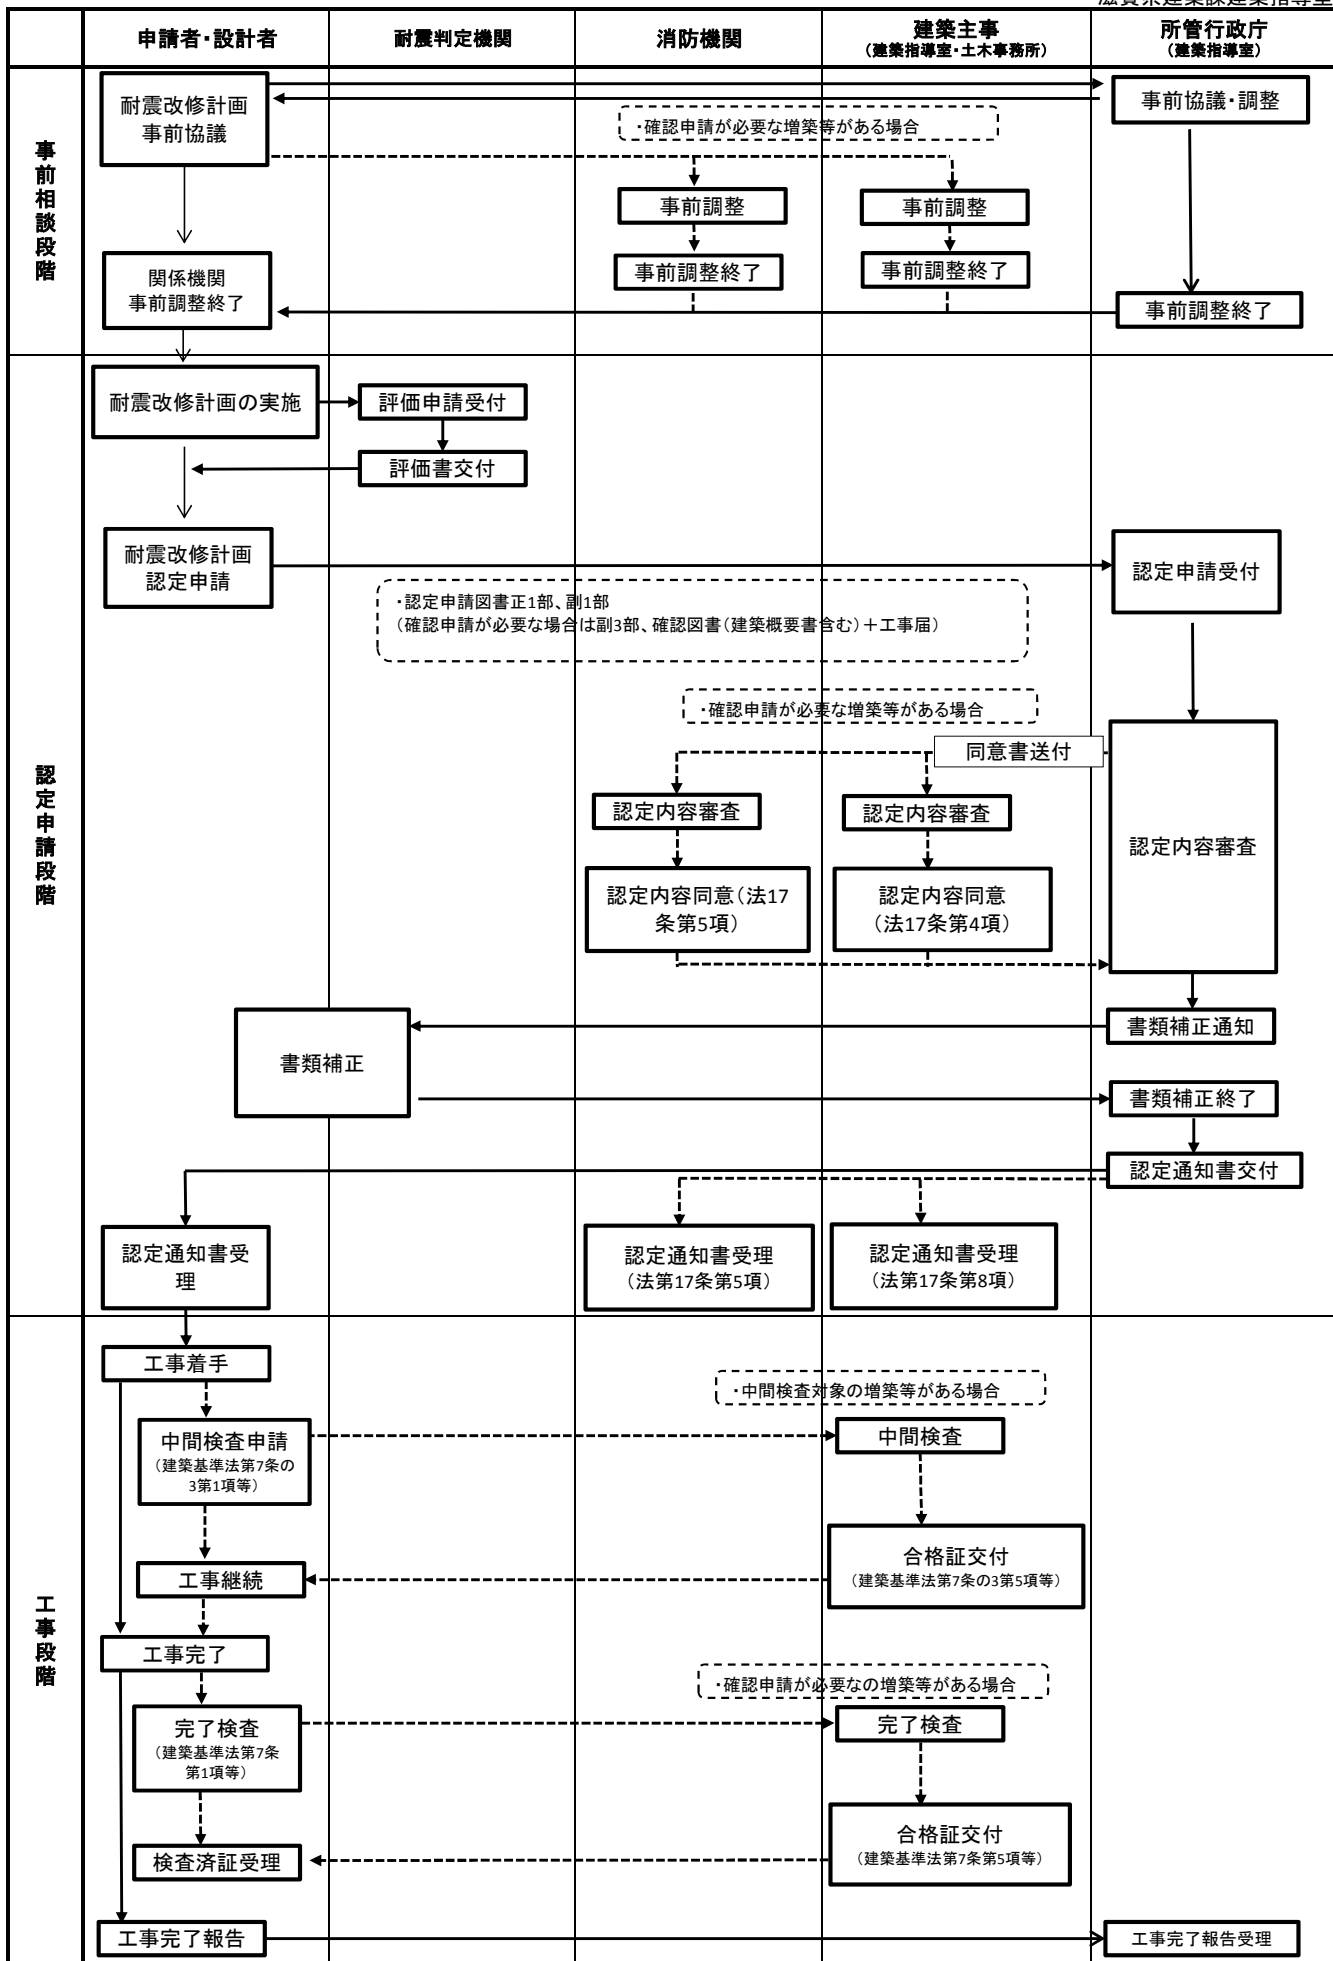 滋賀県建築課建築指導室
申請者・設計者
耐震判定機関
消防機関
建築主事
（建築指導室・土木事務所）
所管行政庁
（建築指導室）
事前相談段階
耐震改修計画
事前協議
事前協議・調整
・確認申請が必要な増築等がある場合
事前調整
事前調整
事前調整終了
事前調整終了
関係機関
事前調整終了
事前調整終了
認定申請段階
耐震改修計画の実施
評価申請受付
評価書交付
耐震改修計画
認定申請
認定申請受付
・認定申請図書正1部、副1部
（確認申請が必要な場合は副3部、確認図書（建築概要書含む）＋工事届）
・確認申請が必要な増築等がある場合
同意書送付
認定内容審査
認定内容審査
認定内容審査
認定内容同意（法17
条第5項）
認定内容同意
（法17条第4項）
書類補正通知
書類補正
書類補正終了
認定通知書交付
認定通知書受
理
認定通知書受理
（法第17条第5項）
認定通知書受理
（法第17条第8項）
工事段階
工事着手
・中間検査対象の増築等がある場合
中間検査申請
（建築基準法第7条の
3第1項等）
中間検査
合格証交付
（建築基準法第7条の3第5項等）
工事継続
工事完了
・確認申請が必要なの増築等がある場合
完了検査
（建築基準法第7条
第1項等）
完了検査
合格証交付
（建築基準法第7条第5項等）
検査済証受理
工事完了報告
工事完了報告受理